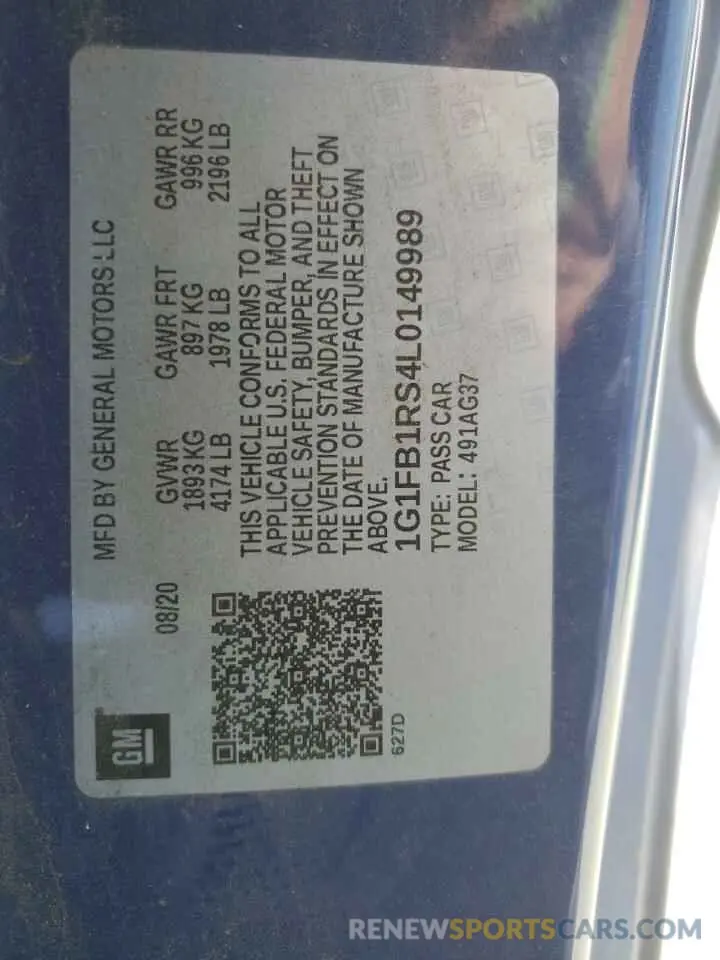 GM
MFD BY GENERAL MOTORS LLC
08/20
GVWR GAWR FRT GAWR RR
1893 KG 897 KG 996 KG
4174 LB 1978 LB 2196 LB
THIS VEHICLE CONFORMS TO ALL
APPLICABLE U.S. FEDERAL MOTOR
VEHICLE SAFETY, BUMPER, AND THEFT
PREVENTION STANDARDS IN EFFECT ON
THE DATE OF MANUFACTURE SHOWN
ABOVE.
1G1FB1RS4L0149989
TYPE: PASS CAR
MODEL: 491AG37
627D
RENEWSPORTSCARS.COM